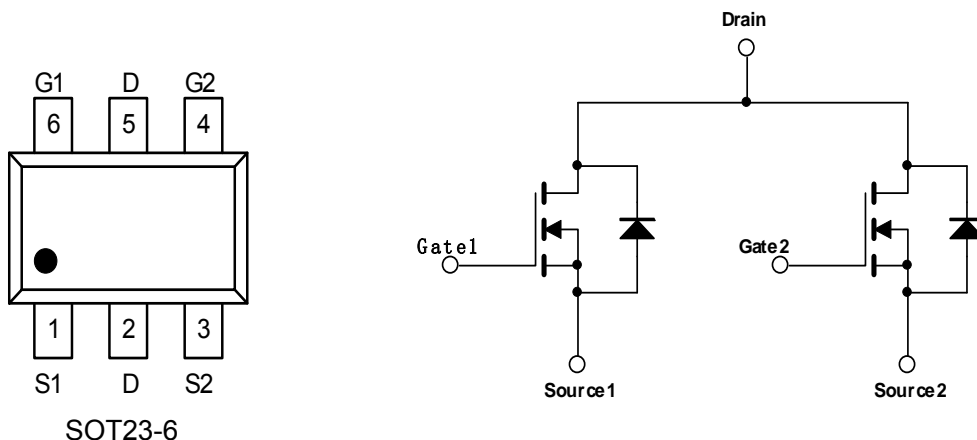 G1 D G2
6 5 4
1 2 3
S1 D S2
SOT23-6
Drain
Gate1
Gate2
Source1
Source2